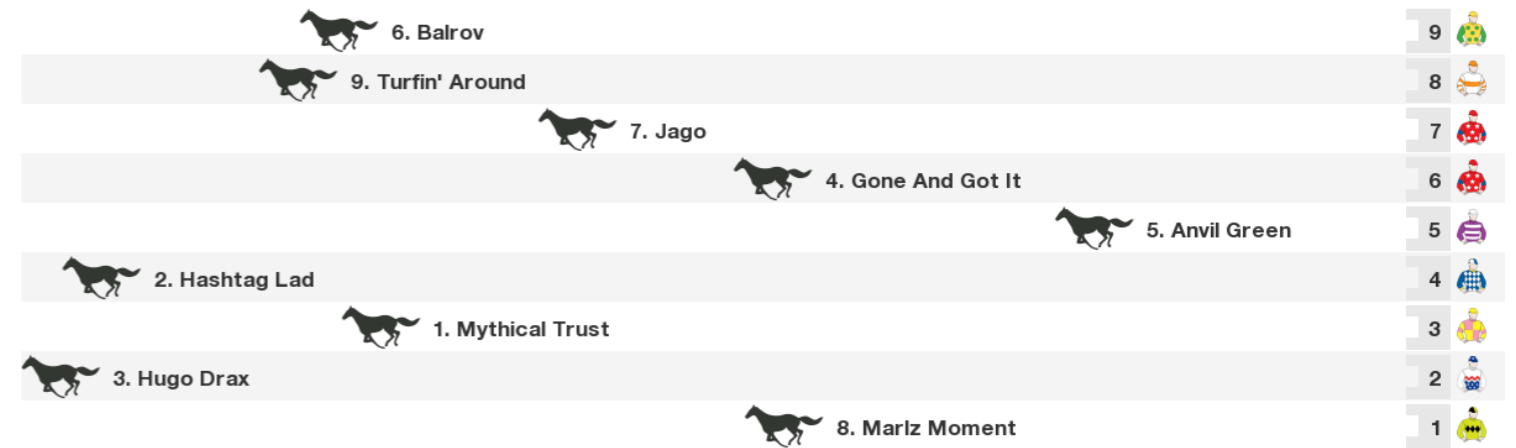 6. Balrov 9
9. Turfin' Around 8
7. Jago 7
4. Gone And Got It 6
5. Anvil Green 5
2. Hashtag Lad 4
1. Mythical Trust 3
3. Hugo Drax 2
8. Marlz Moment 1